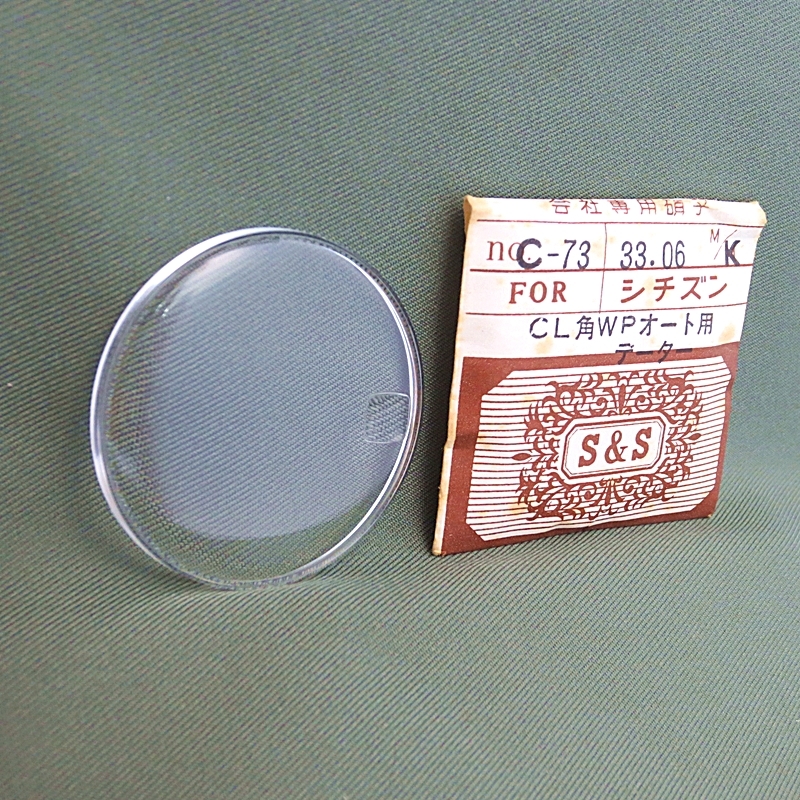 会社専用硝子
no. C-73 33.06 M/K
FOR シチズン
CL角WPオート用
データー
S&S